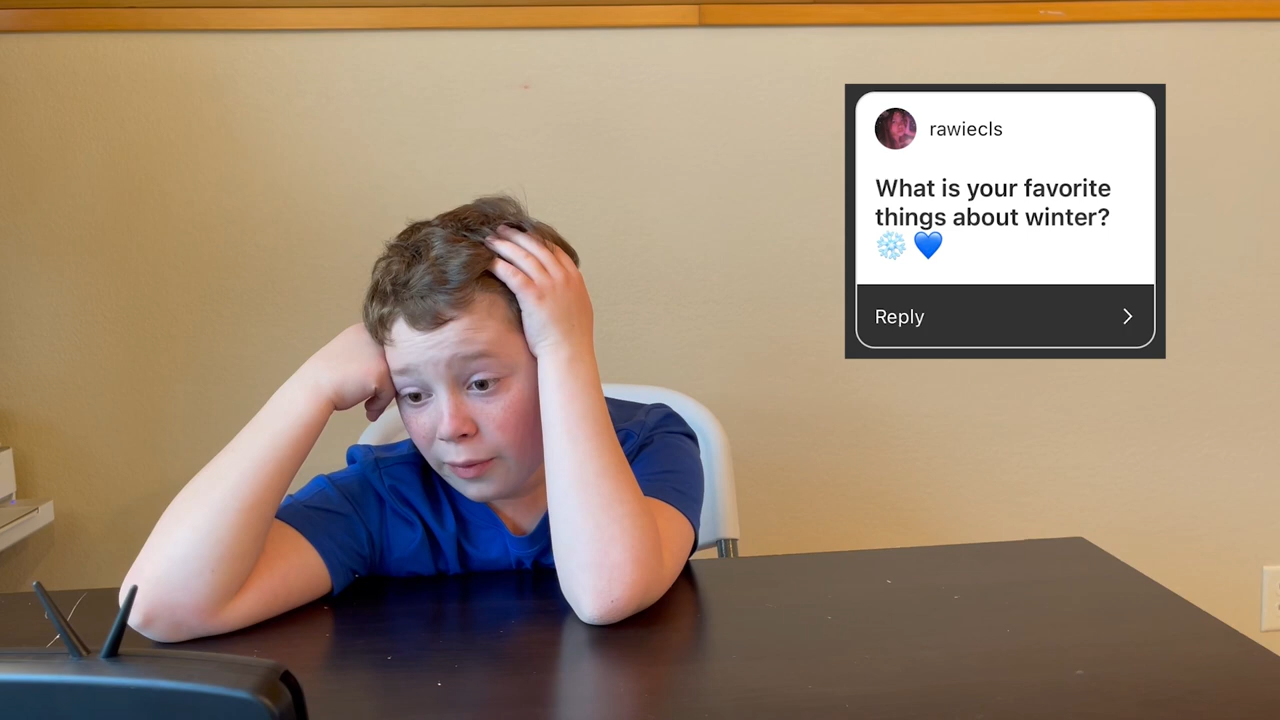 rawiecls
What is your favorite
things about winter?
❄️ 💙
Reply